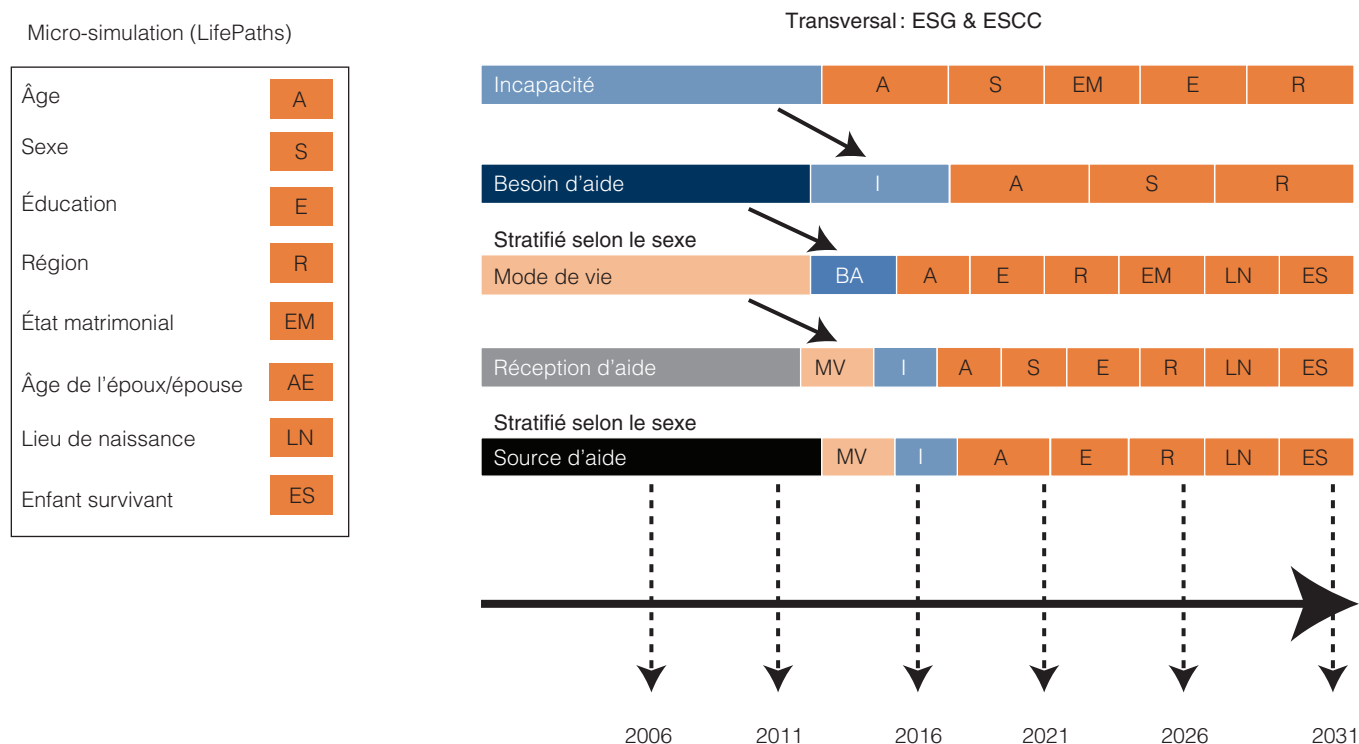 Micro-simulation (LifePaths)
Âge A
Sexe S
Éducation E
Région R
État matrimonial EM
Âge de l'époux/épouse AE
Lieu de naissance LN
Enfant survivant ES
Transversal : ESG & ESCC
Incapacité A S EM E R
Besoin d'aide I A S R
Stratifié selon le sexe
Mode de vie BA A E R EM LN ES
Réception d'aide MV I A S E R LN ES
Stratifié selon le sexe
Source d'aide MV I A E R LN ES
2006 2011 2016 2021 2026 2031